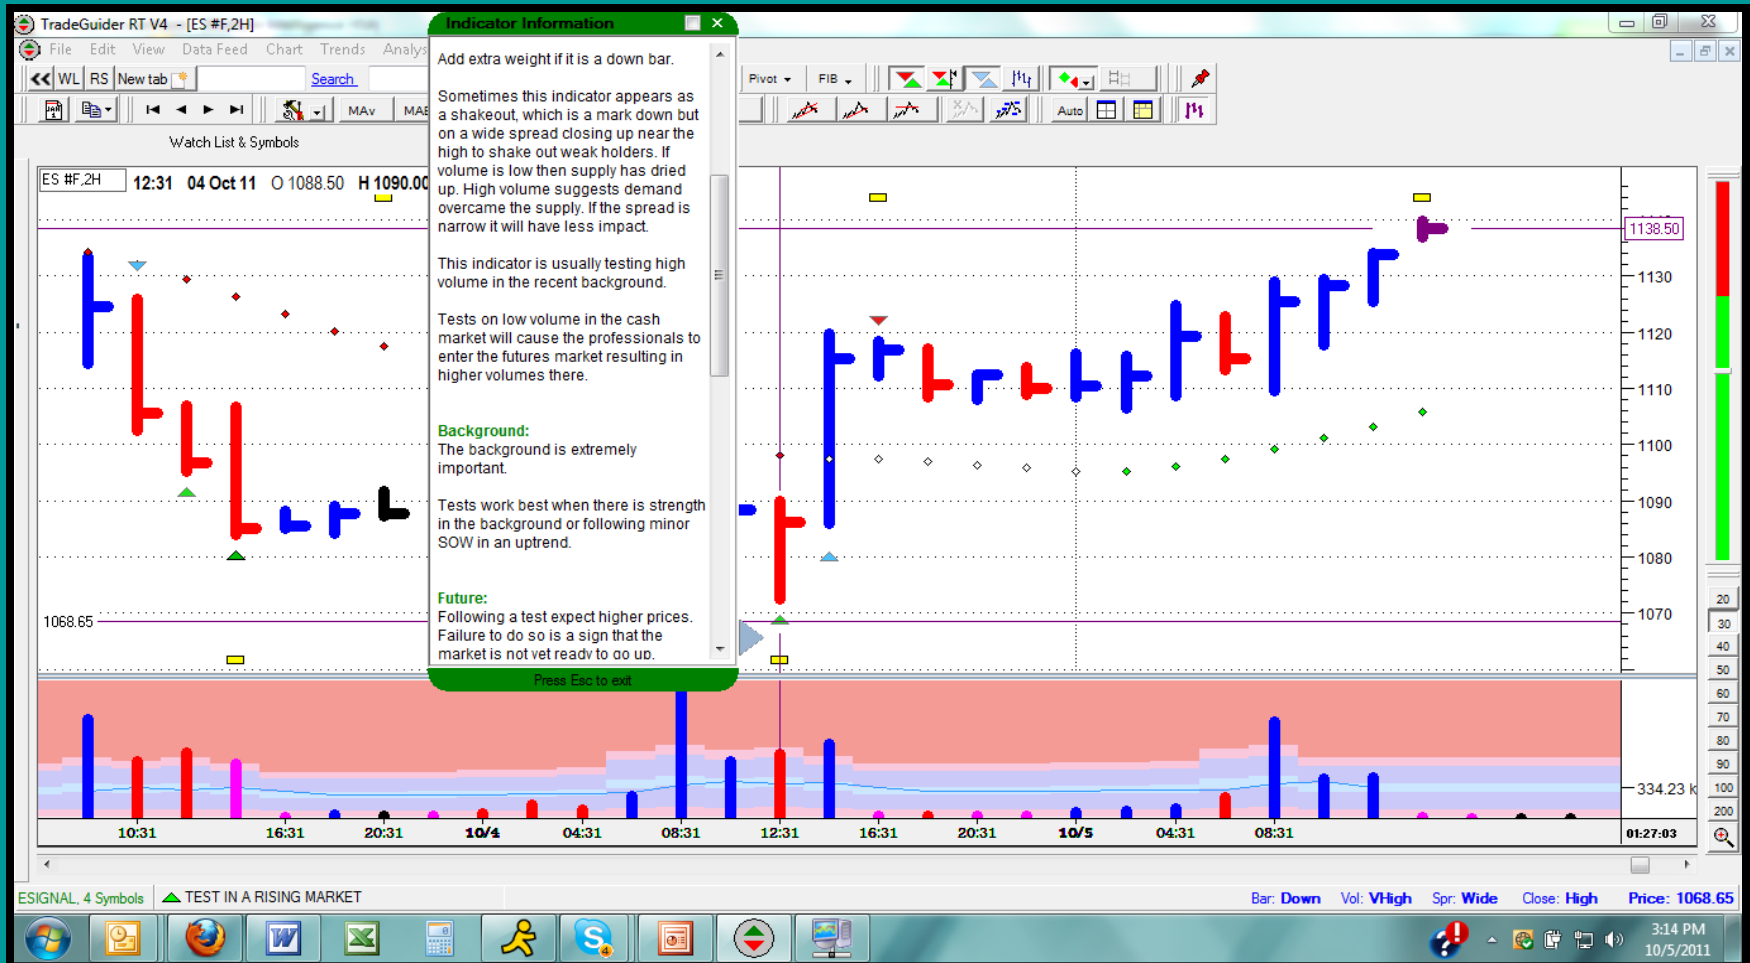 TradeGuider RT V4 - [ES #F,2H]
File Edit View Data Feed Chart Trends Analys
WL RS New tab Search Pivot FIB
MAv MAE Auto
Watch List & Symbols
ES #F,2H 12:31 04 Oct 11 O 1088.50 H 1090.00
Indicator Information
Add extra weight if it is a down bar.
Sometimes this indicator appears as
a shakeout, which is a mark down but
on a wide spread closing up near the
high to shake out weak holders. If
volume is low then supply has dried
up. High volume suggests demand
overcame the supply. If the spread is
narrow it will have less impact.
This indicator is usually testing high
volume in the recent background.
Tests on low volume in the cash
market will cause the professionals to
enter the futures market resulting in
higher volumes there.
Background:
The background is extremely
important.
Tests work best when there is strength
in the background or following minor
SOW in an uptrend.
Future:
Following a test expect higher prices.
Failure to do so is a sign that the
market is not yet ready to go up.
Press Esc to exit
1138.50
1130
1120
1110
1100
1090
1080
1070
1068.65
334.23 k
20
30
40
50
60
70
80
90
100
200
10:31 16:31 20:31 10/4 04:31 08:31 12:31 16:31 20:31 10/5 04:31 08:31 01:27:03
ESIGNAL, 4 Symbols TEST IN A RISING MARKET Bar: Down Vol: VHigh Spr: Wide Close: High Price: 1068.65
3:14 PM
10/5/2011